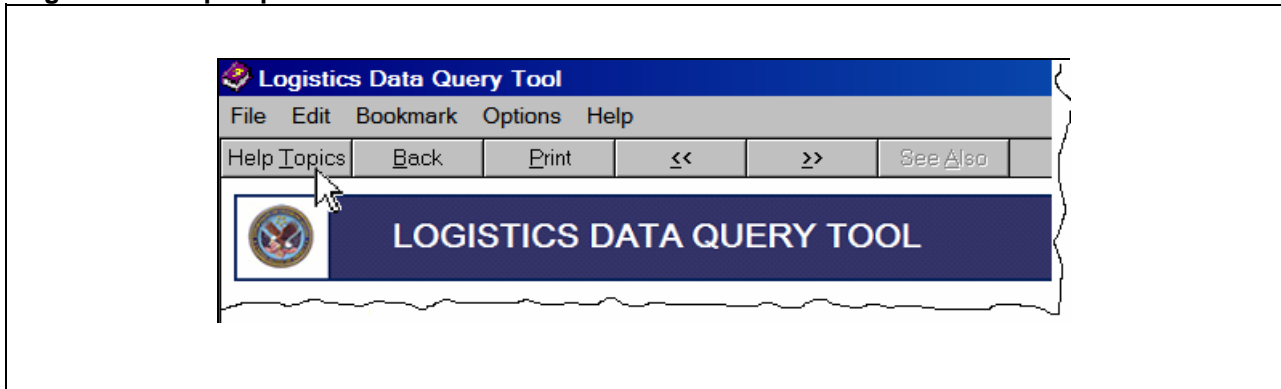 Logistics Data Query Tool
File Edit Bookmark Options Help
Help Topics Back Print << >> See Also
LOGISTICS DATA QUERY TOOL